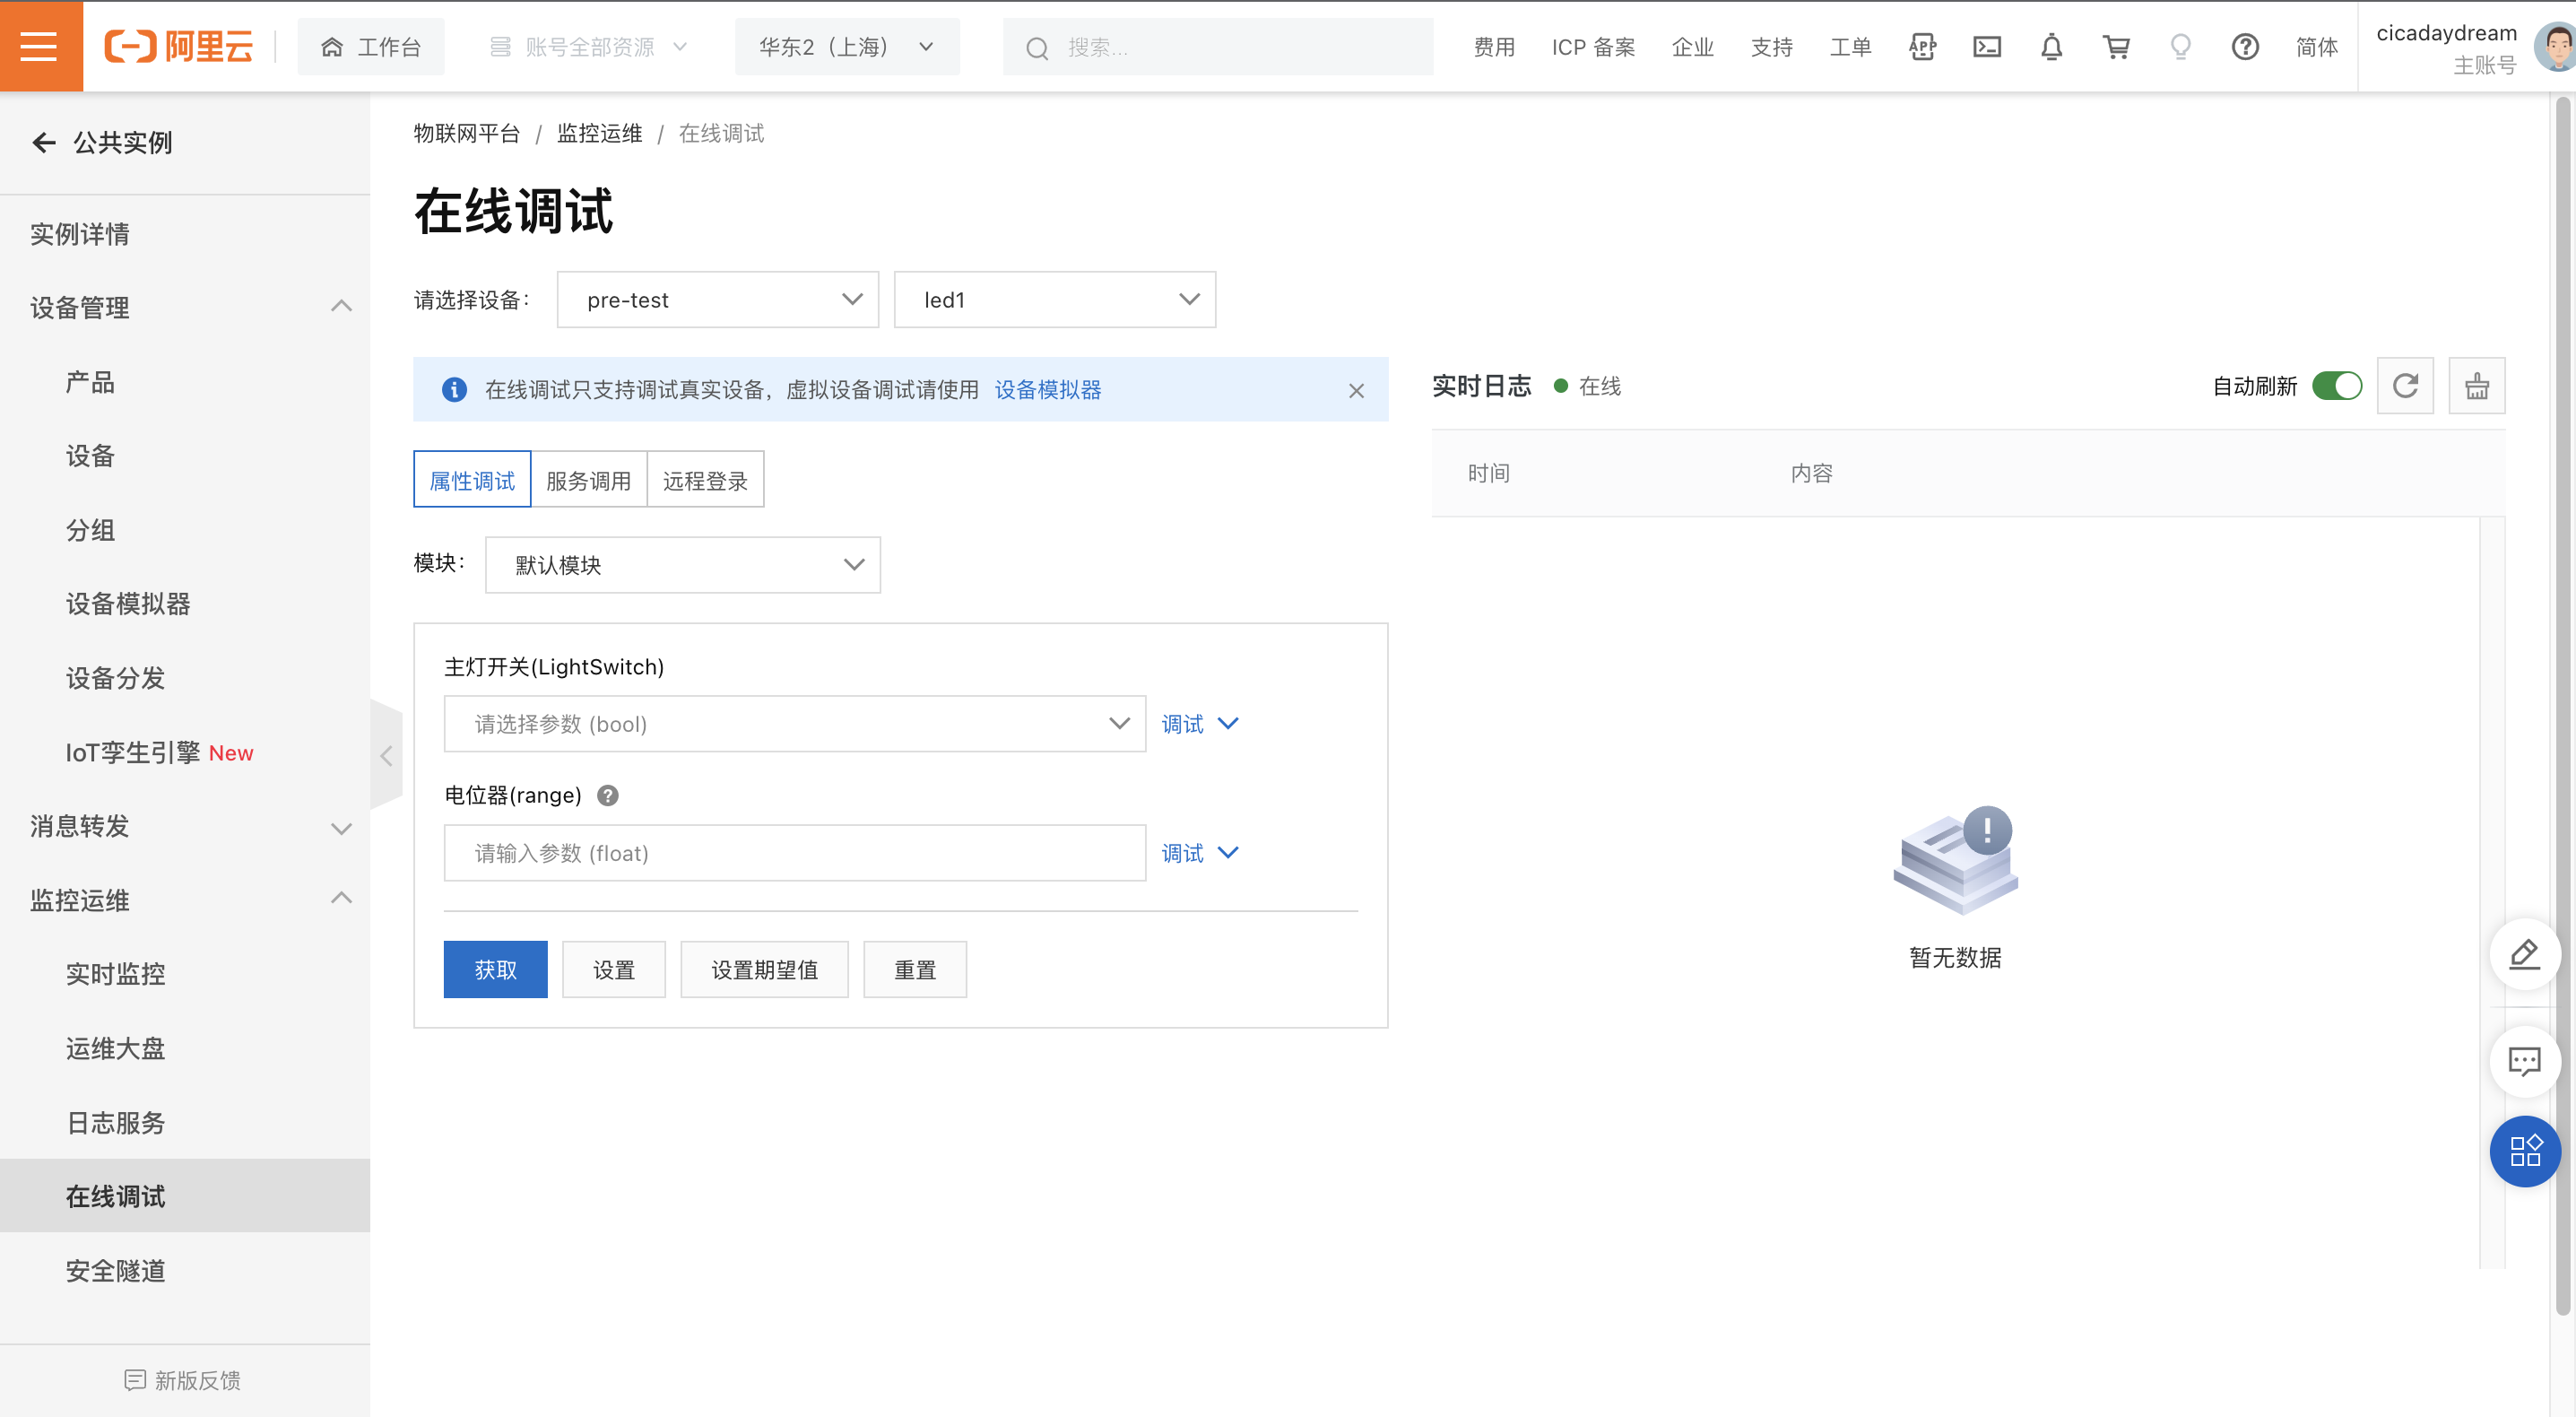 阿里云
工作台
账号全部资源
华东2（上海）
搜索...
费用
ICP 备案
企业
支持
工单
APP
简体
cicadaydream
主账号
公共实例
实例详情
设备管理
产品
设备
分组
设备模拟器
设备分发
IoT孪生引擎 New
消息转发
监控运维
实时监控
运维大盘
日志服务
在线调试
安全隧道
新版反馈
物联网平台 / 监控运维 / 在线调试
在线调试
请选择设备：
pre-test
led1
在线调试只支持调试真实设备，虚拟设备调试请使用 设备模拟器
属性调试
服务调用
远程登录
模块：
默认模块
主灯开关(LightSwitch)
请选择参数 (bool)
调试
电位器(range)
请输入参数 (float)
调试
获取
设置
设置期望值
重置
实时日志
在线
自动刷新
时间
内容
暂无数据